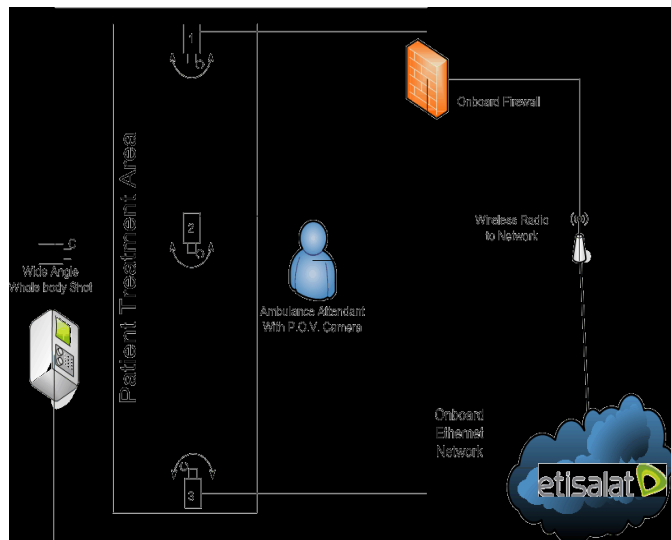 1
Onboard Firewall
Patient Treatment Area
2
Wireless Radio
to Network
Wide Angle
Whole body Shot
Ambulance Attendant
With P.O.V. Camera
Onboard
Ethernet
Network
etisalat
3